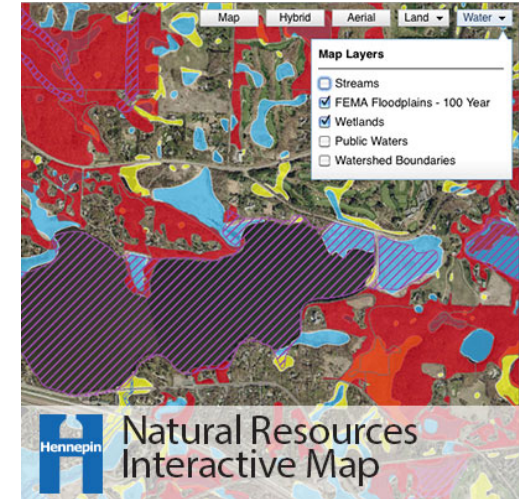 Map Hybrid Aerial Land Water
Map Layers
Streams
FEMA Floodplains - 100 Year
Wetlands
Public Waters
Watershed Boundaries
Hennepin
Natural Resources
Interactive Map